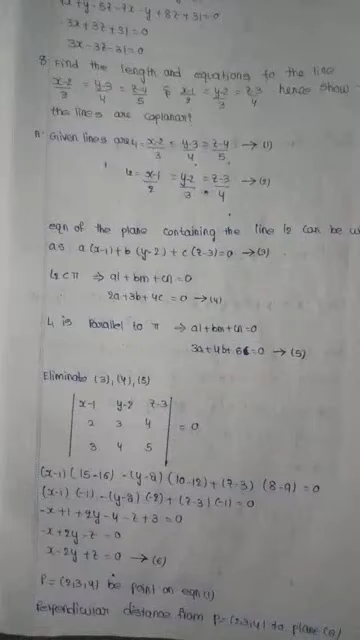 x+y-5z-7x-y+8z+31=0
-3x+3z+31=0
3x-3z-31=0
8. Find the length and equations to the line
x-2/3 = y-3/4 = z-4/5 & x-1/2 = y-2/3 = z-3/4 hence show
the lines are coplanar?
Given lines are L1 = x-2/3 = y-3/4 = z-4/5 → (1)
L2 = x-1/2 = y-2/3 = z-3/4 → (2)
eqn of the plane containing the line l2 can be
as a(x-1)+b(y-2)+c(z-3)=0 → (3)
L2 ⊂ π ⇒ al+bm+cn=0
2a+3b+4c=0 → (4)
L1 is Parallel to π ⇒ al+bm+cn=0
3a+4b+5c=0 → (5)
Eliminate (3), (4), (5)
| x-1 y-2 z-3 |
| 2 3 4 | = 0
| 3 4 5 |
(x-1)(15-16)-(y-2)(10-12)+(z-3)(8-9)=0
(x-1)(-1)-(y-2)(-2)+(z-3)(-1)=0
-x+1+2y-4-z+3=0
-x+2y-z=0
x-2y+z=0 → (6)
P=(2,3,4) be point on eqn (1)
Perpendicular distance from P=(2,3,4) to plane (6)